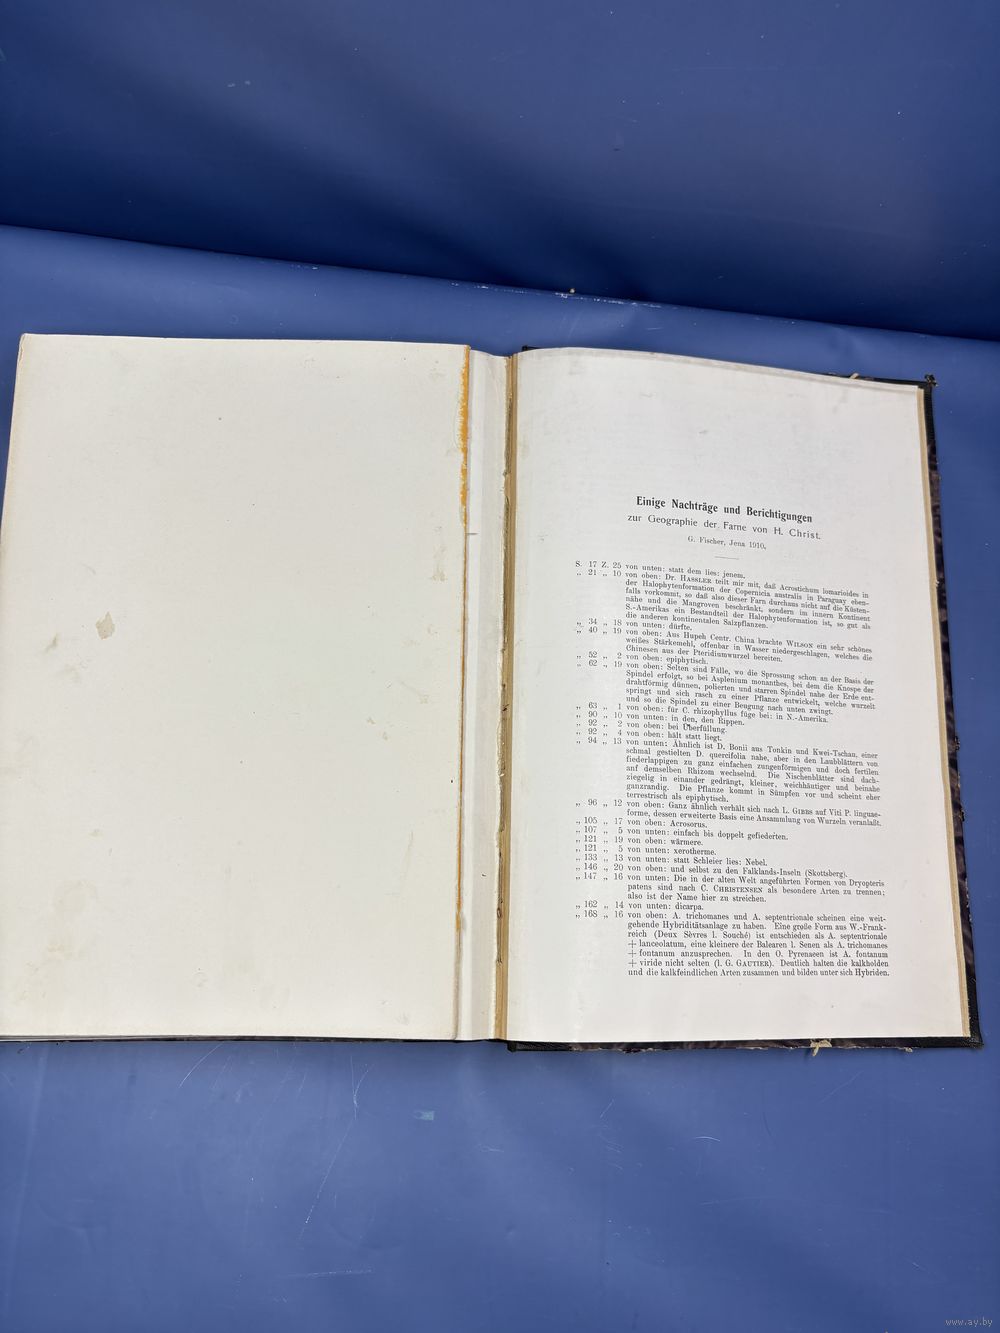 Einige Nachträge und Berichtigungen
zur Geographie der Farne von H. Christ.
G. Fischer, Jena 1910.
S. 17 Z. 25 von unten: statt dem lies: jenem.
„ 21 „ 10 von oben: Dr. HASSLER teilt mir mit, daß Acrostichum lomarioides in
der Halophytenformation der Copernicia australis in Paraguay eben-
falls vorkommt, so daß also dieser Farn durchaus nicht auf die Küsten-
nähe und die Mangroven beschränkt, sondern im innern Kontinent
S.-Amerikas ein Bestandteil der Halophytenformation ist, so gut als
die anderen kontinentalen Salzpflanzen.
„ 34 „ 18 von unten: dürfte.
„ 40 „ 19 von oben: Aus Hupeh Centr. China brachte WILSON ein sehr schönes
weißes Stärkemehl, offenbar in Wasser niedergeschlagen, welches die
Chinesen aus der Pteridiumwurzel bereiten.
„ 52 „ 2 von oben: epiphytisch.
„ 62 „ 19 von oben: Selten sind Fälle, wo die Sprossung schon an der Basis der
Spindel erfolgt, so bei Asplenium monanthes, bei dem die Knospe der
drahtförmig dünnen, polierten und starren Spindel nahe der Erde ent-
springt und sich rasch zu einer Pflanze entwickelt, welche wurzelt
und so die Spindel zu einer Beugung nach unten zwingt.
„ 63 „ 1 von oben: für C. rhizophyllus füge bei: in N.-Amerika.
„ 90 „ 10 von unten: in den, den Rippen.
„ 92 „ 2 von oben: bei Überfüllung.
„ 92 „ 4 von oben: hält statt liegt.
„ 94 „ 13 von unten: Ähnlich ist D. Bonii aus Tonkin und Kwei-Tschau, einer
schmal gestielten D. quercifolia nahe, aber in den Laubblättern von
fiederlappigen zu ganz einfachen zungenförmigen und doch fertilen
auf demselben Rhizom wechselnd. Die Nischenblätter sind dach-
ziegelig in einander gedrängt, kleiner, weichhäutiger und beinahe
ganzrandig. Die Pflanze kommt in Sümpfen vor und scheint eher
terrestrisch als epiphytisch.
„ 96 „ 12 von oben: Ganz ähnlich verhält sich nach L. GIBBS auf Viti P. linguae-
forme, dessen erweiterte Basis eine Ansammlung von Wurzeln veranlaßt.
„ 105 „ 17 von oben: Acrosorus.
„ 107 „ 5 von unten: einfach bis doppelt gefiederten.
„ 121 „ 19 von oben: wärmere.
„ 121 „ 5 von unten: xerotherme.
„ 133 „ 13 von unten: statt Schleier lies: Nebel.
„ 146 „ 20 von oben: und selbst zu den Falklands-Inseln (Skottsberg).
„ 147 „ 16 von unten: Die in der alten Welt angeführten Formen von Dryopteris
patens sind nach C. CHRISTENSEN als besondere Arten zu trennen;
also ist der Name hier zu streichen.
„ 162 „ 14 von unten: dicarpa.
„ 168 „ 16 von oben: A. trichomanes und A. septentrionale scheinen eine weit-
gehende Hybriditätsanlage zu haben. Eine große Form aus W.-Frank-
reich (Deux Sèvres l. Souché) ist entschieden als A. septentrionale
+ lanceolatum, eine kleinere der Balearen l. Senen als A. trichomanes
+ fontanum anzusprechen. In den O. Pyrenaeen ist A. fontanum
+ viride nicht selten (l. G. GAUTIER). Deutlich halten die kalkholden
und die kalkfeindlichen Arten zusammen und bilden unter sich Hybriden.
www.ay.by